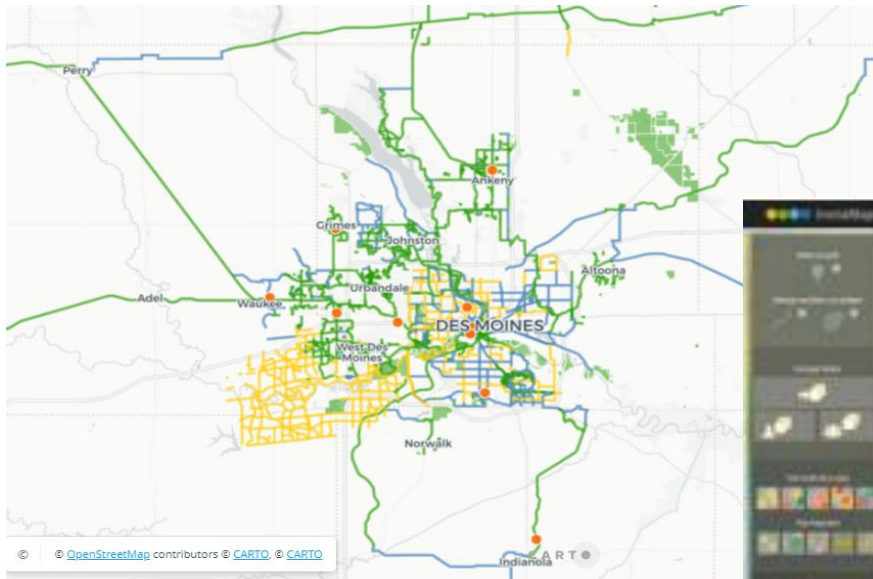 Perry
Ankeny
Grimes
Johnston
Altoona
Adel
Waukee
Urbandale
DES MOINES
West Des
Moines
Norwalk
CARTO
Indianola
© © OpenStreetMap contributors © CARTO, © CARTO